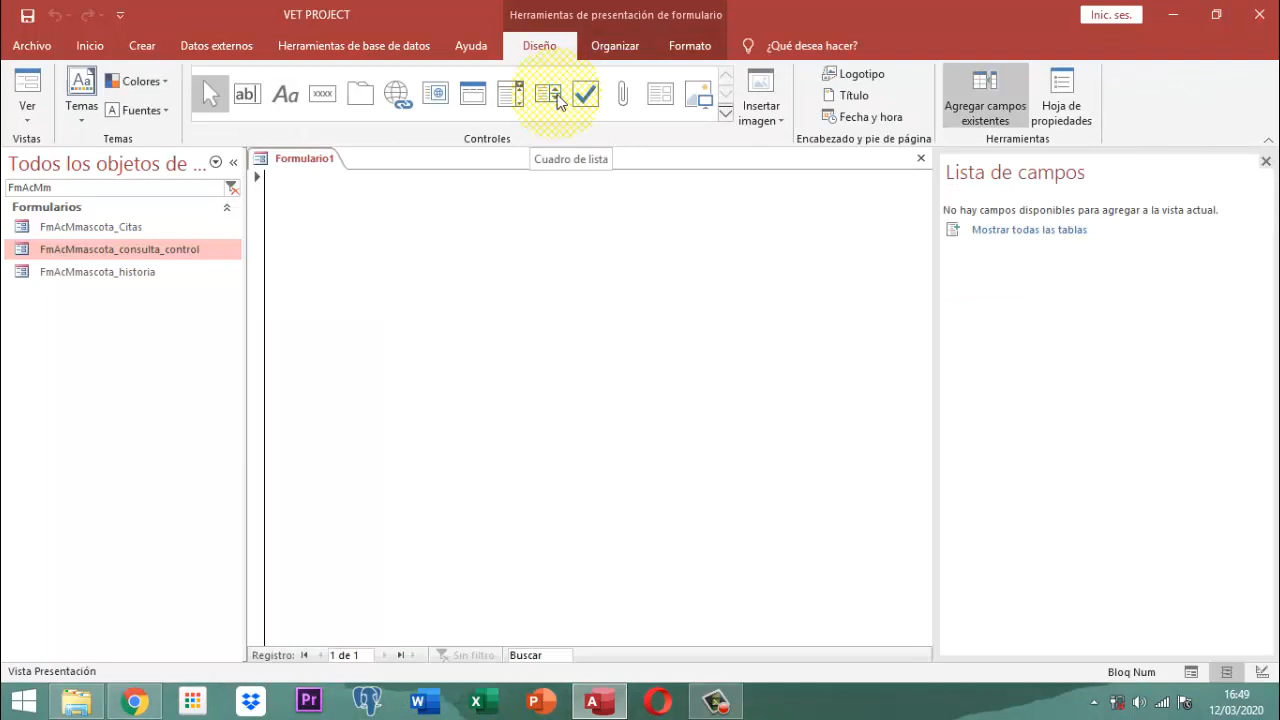 VET PROJECT
Herramientas de presentación de formulario
Inic. ses.
Archivo
Inicio
Crear
Datos externos
Herramientas de base de datos
Ayuda
Diseño
Organizar
Formato
¿Qué desea hacer?
Ver
Vistas
Aa
Temas
Colores
Fuentes
Temas
ab|
Aa
xxxx
Controles
Insertar
imagen
Logotipo
Título
Fecha y hora
Encabezado y pie de página
Agregar campos
existentes
Hoja de
propiedades
Herramientas
Todos los objetos de ...
FmAcMm
Formularios
FmAcMmascota_Citas
FmAcMmascota_consulta_control
FmAcMmascota_historia
Formulario1
Cuadro de lista
Lista de campos
No hay campos disponibles para agregar a la vista actual.
Mostrar todas las tablas
Registro:
1 de 1
Sin filtro
Buscar
Vista Presentación
Bloq Num
Pr
W
X
P
A
16:49
12/03/2020